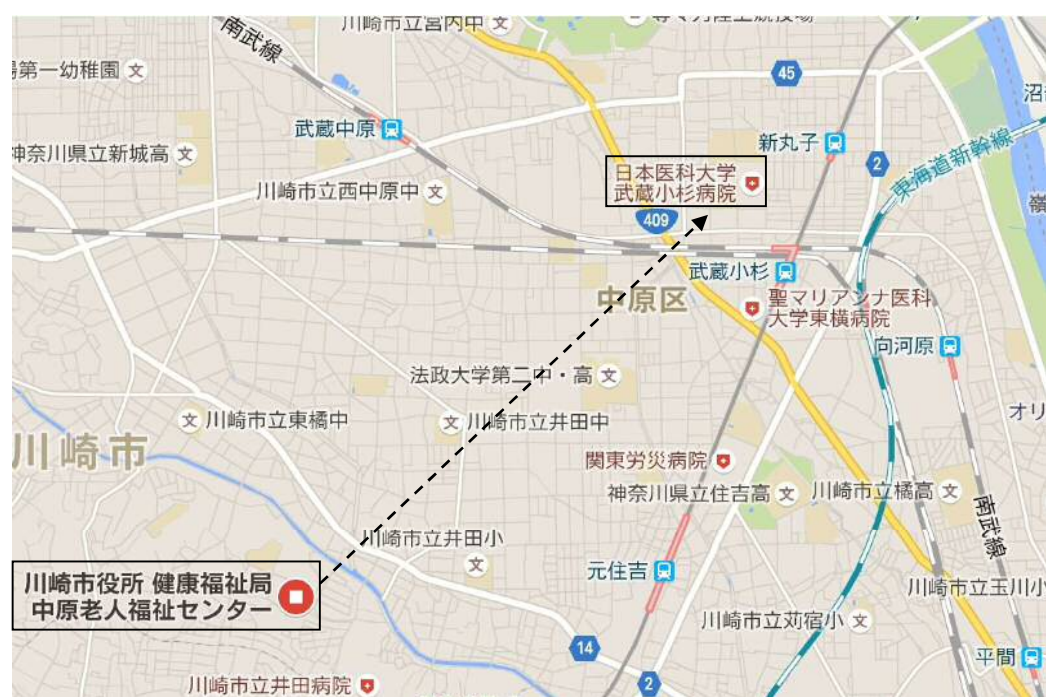 川崎市立宮内中
南武線
45
沼
第一幼稚園
武蔵中原
新丸子
2
東海道新幹線
神奈川県立新城高
日本医科大学
武蔵小杉病院
川崎市立西中原中
409
武蔵小杉
中原区
聖マリアンナ医科
大学東横病院
向河原
法政大学第二中・高
オリ
川崎市立東橘中
川崎市立井田中
川崎市
関東労災病院
神奈川県立住吉高
川崎市立橘高
南武線
川崎市立井田小
元住吉
川崎市役所 健康福祉局
中原老人福祉センター
川崎市立玉川小
川崎市立苅宿小
14
平間
川崎市立井田病院
2